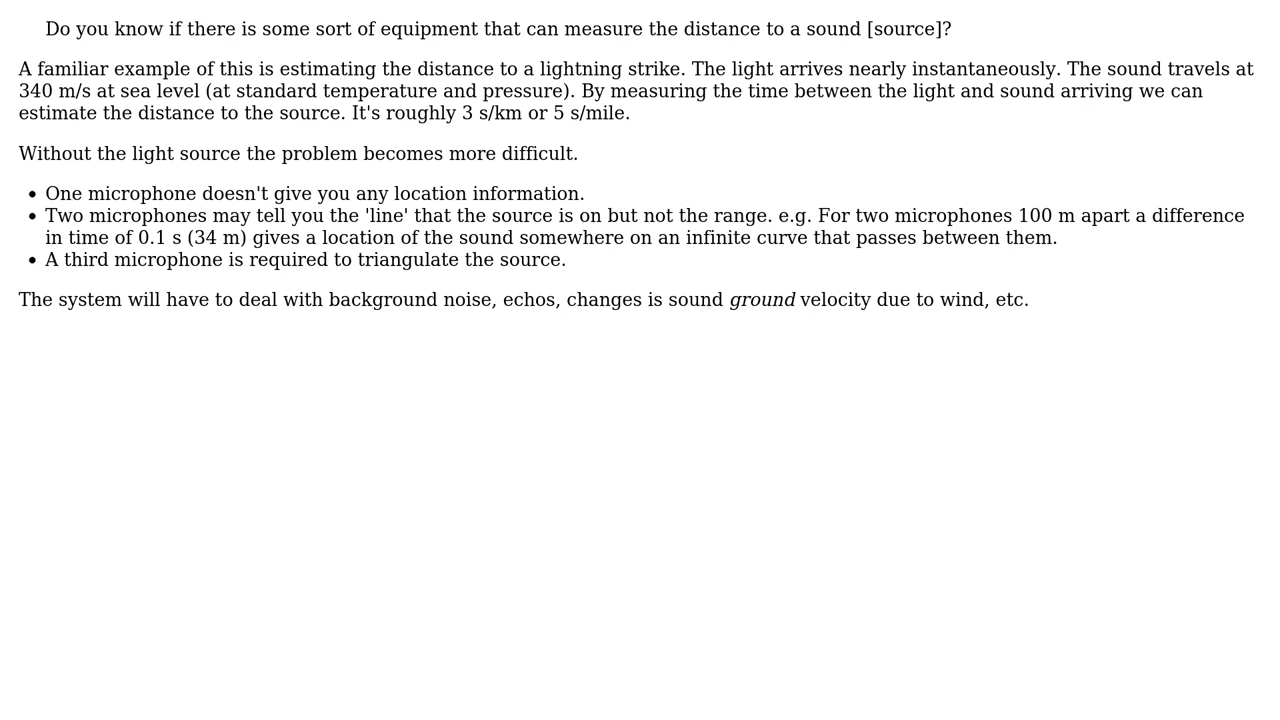 Do you know if there is some sort of equipment that can measure the distance to a sound [source]?
A familiar example of this is estimating the distance to a lightning strike. The light arrives nearly instantaneously. The sound travels at
340 m/s at sea level (at standard temperature and pressure). By measuring the time between the light and sound arriving we can
estimate the distance to the source. It's roughly 3 s/km or 5 s/mile.
Without the light source the problem becomes more difficult.
• One microphone doesn't give you any location information.
• Two microphones may tell you the 'line' that the source is on but not the range. e.g. For two microphones 100 m apart a difference
in time of 0.1 s (34 m) gives a location of the sound somewhere on an infinite curve that passes between them.
• A third microphone is required to triangulate the source.
The system will have to deal with background noise, echos, changes is sound ground velocity due to wind, etc.